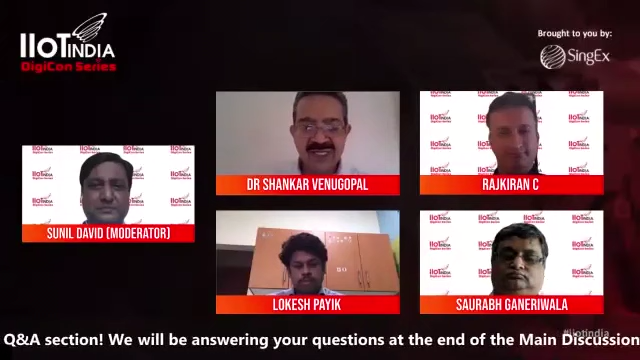 IIoTINDIA
DigiCon Series
Brought to you by:
SingEx
SUNIL DAVID (MODERATOR)
DR SHANKAR VENUGOPAL
RAJKIRAN C
LOKESH PAYIK
SAURABH GANERIWALA
#iiotindia
Q&A section! We will be answering your questions at the end of the Main Discussion